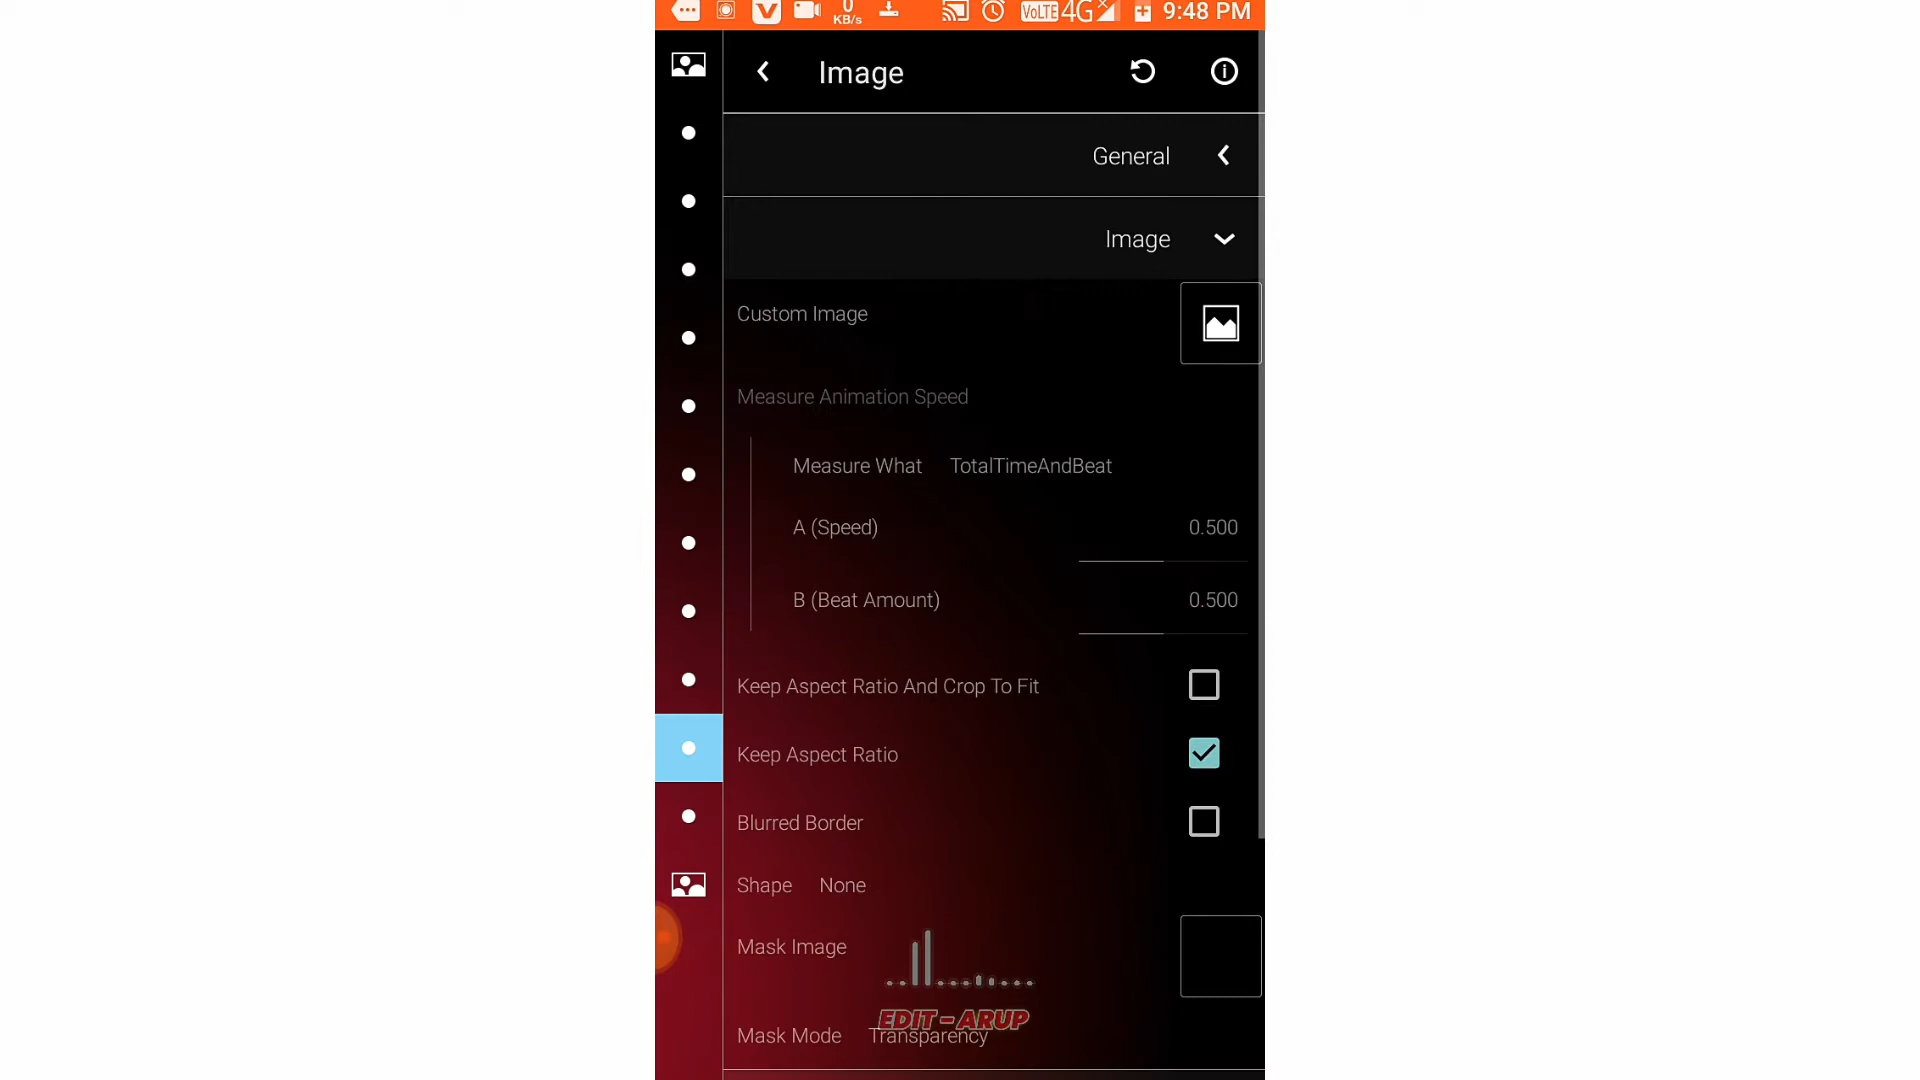 0
KB/s
VoLTE 4G 9:48 PM
Image
General
Image
Custom Image
Measure Animation Speed
Measure What TotalTimeAndBeat
A (Speed) 0.500
B (Beat Amount) 0.500
Keep Aspect Ratio And Crop To Fit
Keep Aspect Ratio
Blurred Border
Shape None
Mask Image
EDIT - ARUP
Mask Mode Transparency